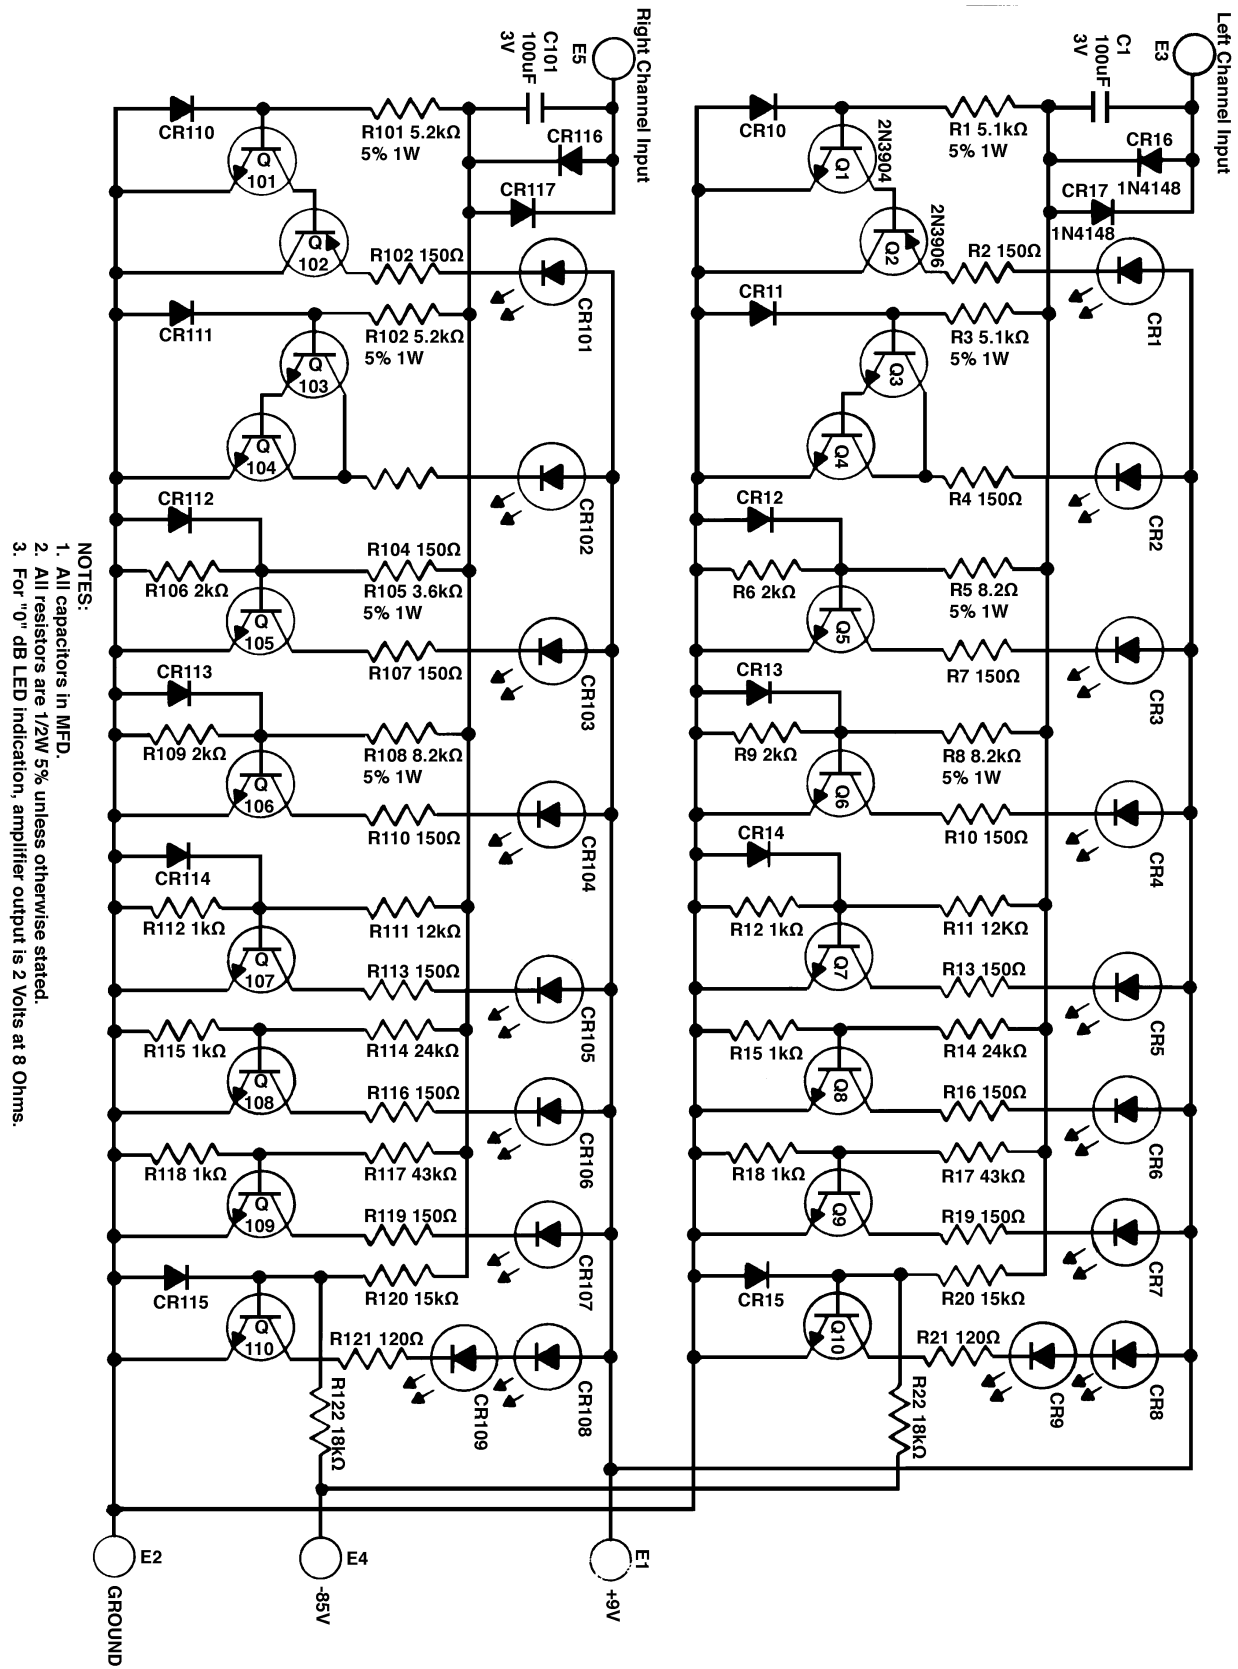 Left Channel Input
E3
C1
100uF
3V
R1 5.1kΩ
5% 1W
CR10
2N3904
Q1
CR16
1N4148
CR17
1N4148
2N3906
Q2
R2 150Ω
CR1
CR11
R3 5.1kΩ
5% 1W
Q3
Q4
R4 150Ω
CR2
CR12
R6 2kΩ
R5 8.2Ω
5% 1W
Q5
R7 150Ω
CR3
CR13
R9 2kΩ
R8 8.2kΩ
5% 1W
Q6
R10 150Ω
CR4
CR14
R12 1kΩ
R11 12KΩ
Q7
R13 150Ω
CR5
R15 1kΩ
R14 24kΩ
Q8
R16 150Ω
CR6
R18 1kΩ
R17 43kΩ
Q9
R19 150Ω
CR7
CR15
R20 15kΩ
Q10
R21 120Ω
CR9
CR8
R22 18kΩ
Right Channel Input
E5
C101
100uF
3V
CR110
R101 5.2kΩ
5% 1W
CR116
CR117
Q
101
Q
102
R102 150Ω
CR101
CR111
R102 5.2kΩ
5% 1W
Q
103
Q
104
CR102
CR112
R104 150Ω
R106 2kΩ
R105 3.6kΩ
5% 1W
Q
105
R107 150Ω
CR103
CR113
R109 2kΩ
R108 8.2kΩ
5% 1W
Q
106
R110 150Ω
CR104
CR114
R112 1kΩ
R111 12kΩ
Q
107
R113 150Ω
CR105
R115 1kΩ
R114 24kΩ
Q
108
R116 150Ω
CR106
R118 1kΩ
R117 43kΩ
Q
109
R119 150Ω
CR107
CR115
R120 15kΩ
Q
110
R121 120Ω
CR109
CR108
R122 18kΩ
E1
+9V
E4
-85V
E2
GROUND
NOTES:
1. All capacitors in MFD.
2. All resistors are 1/2W 5% unless otherwise stated.
3. For "0" dB LED indication, amplifier output is 2 Volts at 8 Ohms.